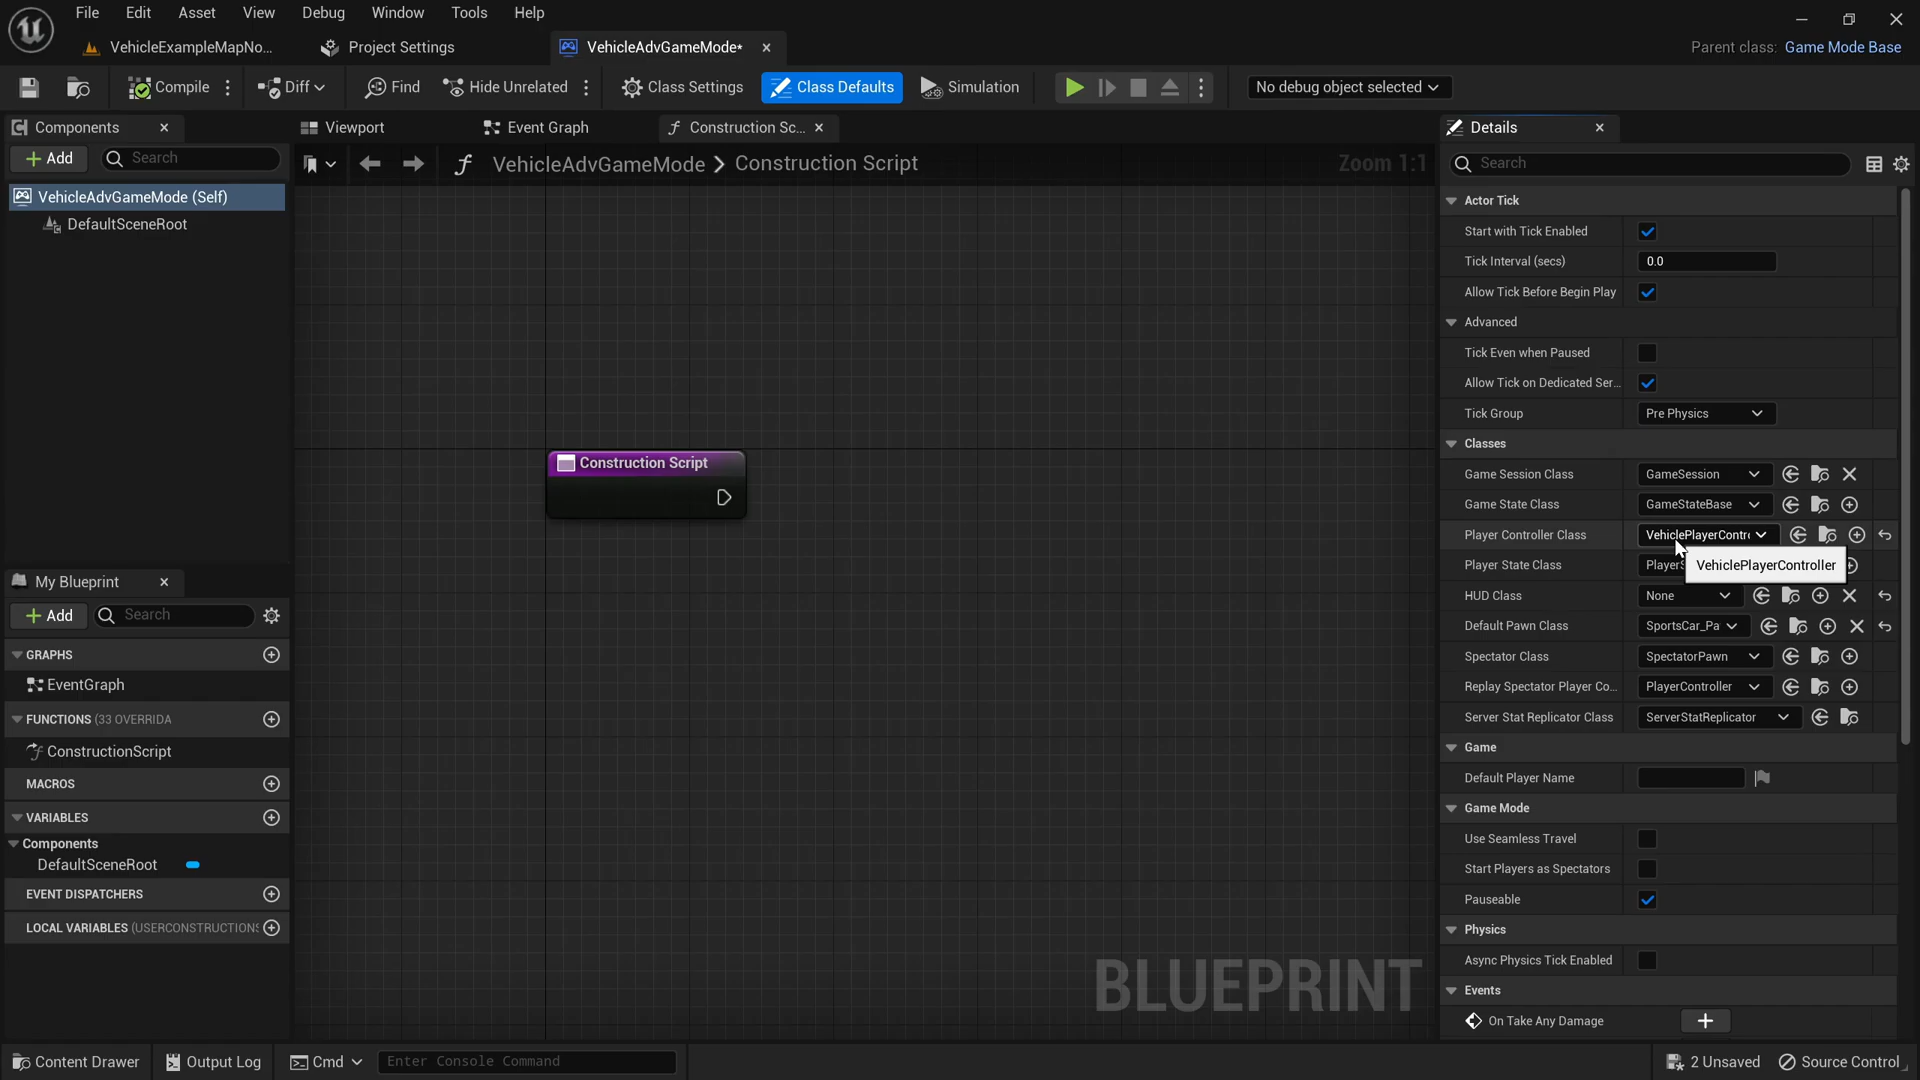 File Edit Asset View Debug Window Tools Help
VehicleExampleMapNo... Project Settings VehicleAdvGameMode* Parent class: Game Mode Base
Compile Diff Find Hide Unrelated Class Settings Class Defaults Simulation No debug object selected
Components
Add Search
VehicleAdvGameMode (Self)
DefaultSceneRoot
My Blueprint
Add Search
GRAPHS
EventGraph
FUNCTIONS (33 OVERRIDA
ConstructionScript
MACROS
VARIABLES
Components
DefaultSceneRoot
EVENT DISPATCHERS
LOCAL VARIABLES (USERCONSTRUCTIONS
Viewport Event Graph Construction Sc...
VehicleAdvGameMode > Construction Script Zoom 1:1
Construction Script
BLUEPRINT
Details
Search
Actor Tick
Start with Tick Enabled
Tick Interval (secs) 0.0
Allow Tick Before Begin Play
Advanced
Tick Even when Paused
Allow Tick on Dedicated Ser...
Tick Group Pre Physics
Classes
Game Session Class GameSession
Game State Class GameStateBase
Player Controller Class VehiclePlayerContr
Player State Class
VehiclePlayerController
HUD Class None
Default Pawn Class SportsCar_Pa
Spectator Class SpectatorPawn
Replay Spectator Player Co... PlayerController
Server Stat Replicator Class ServerStatReplicator
Game
Default Player Name
Game Mode
Use Seamless Travel
Start Players as Spectators
Pauseable
Physics
Async Physics Tick Enabled
Events
On Take Any Damage
Content Drawer Output Log Cmd Enter Console Command 2 Unsaved Source Control